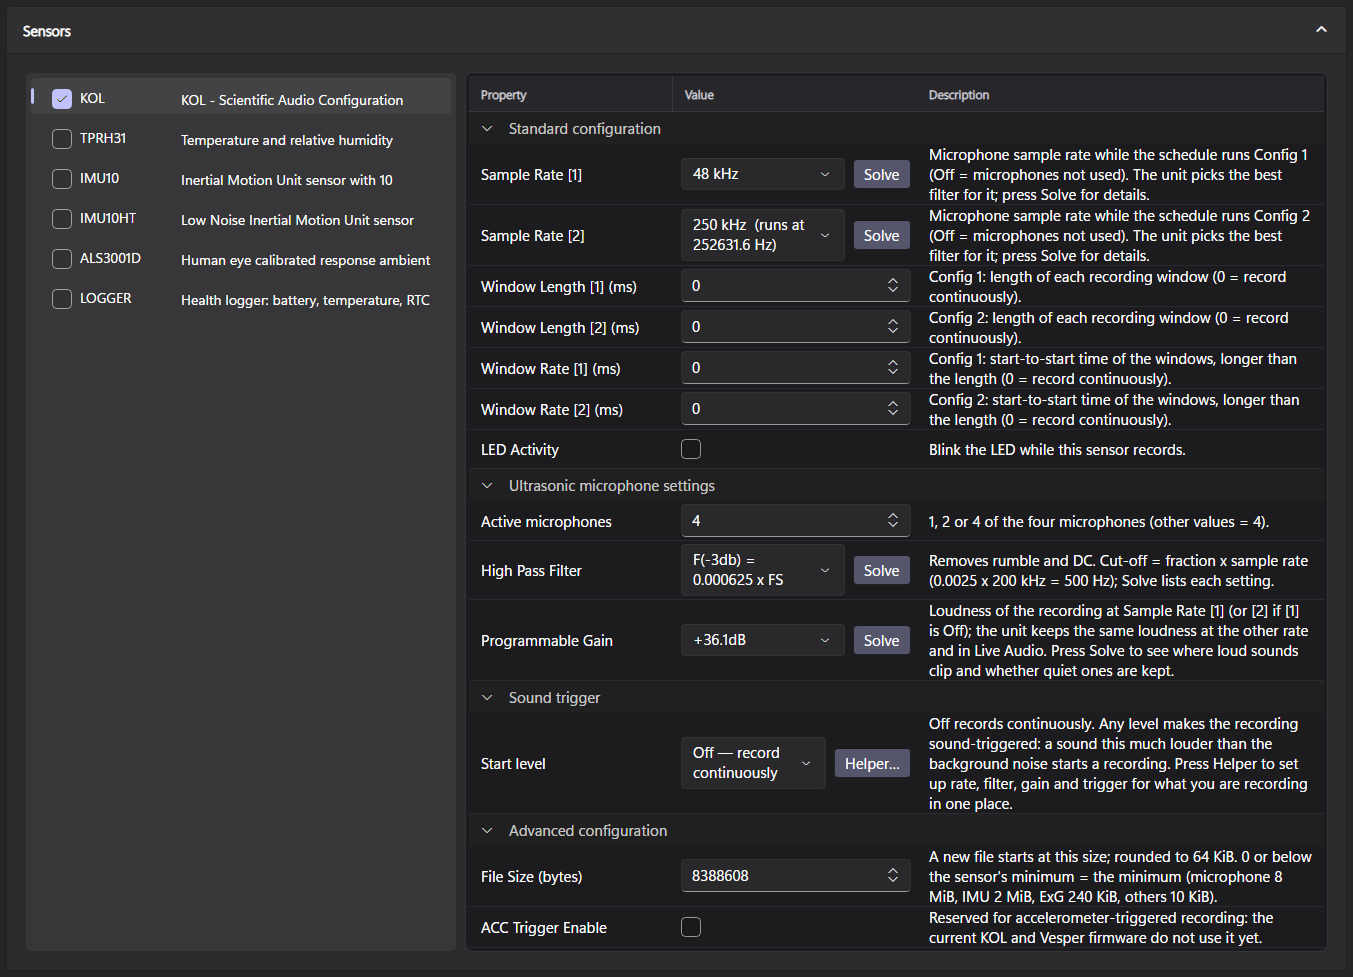 Sensors
KOL
KOL - Scientific Audio Configuration
TPRH31
Temperature and relative humidity
IMU10
Inertial Motion Unit sensor with 10
IMU10HT
Low Noise Inertial Motion Unit sensor
ALS3001D
Human eye calibrated response ambient
LOGGER
Health logger: battery, temperature, RTC
Property
Value
Description
Standard configuration
Sample Rate [1]
48 kHz
Solve
Microphone sample rate while the schedule runs Config 1
(Off = microphones not used). The unit picks the best
filter for it; press Solve for details.
Sample Rate [2]
250 kHz (runs at
252631.6 Hz)
Solve
Microphone sample rate while the schedule runs Config 2
(Off = microphones not used). The unit picks the best
filter for it; press Solve for details.
Window Length [1] (ms)
0
Config 1: length of each recording window (0 = record
continuously).
Window Length [2] (ms)
0
Config 2: length of each recording window (0 = record
continuously).
Window Rate [1] (ms)
0
Config 1: start-to-start time of the windows, longer than
the length (0 = record continuously).
Window Rate [2] (ms)
0
Config 2: start-to-start time of the windows, longer than
the length (0 = record continuously).
LED Activity
Blink the LED while this sensor records.
Ultrasonic microphone settings
Active microphones
4
1, 2 or 4 of the four microphones (other values = 4).
High Pass Filter
F(-3db) =
0.000625 x FS
Solve
Removes rumble and DC. Cut-off = fraction x sample rate
(0.0025 x 200 kHz = 500 Hz); Solve lists each setting.
Programmable Gain
+36.1dB
Solve
Loudness of the recording at Sample Rate [1] (or [2] if [1]
is Off); the unit keeps the same loudness at the other rate
and in Live Audio. Press Solve to see where loud sounds
clip and whether quiet ones are kept.
Sound trigger
Start level
Off — record
continuously
Helper...
Off records continuously. Any level makes the recording
sound-triggered: a sound this much louder than the
background noise starts a recording. Press Helper to set
up rate, filter, gain and trigger for what you are recording
in one place.
Advanced configuration
File Size (bytes)
8388608
A new file starts at this size; rounded to 64 KiB. 0 or below
the sensor's minimum = the minimum (microphone 8
MiB, IMU 2 MiB, ExG 240 KiB, others 10 KiB).
ACC Trigger Enable
Reserved for accelerometer-triggered recording: the
current KOL and Vesper firmware do not use it yet.